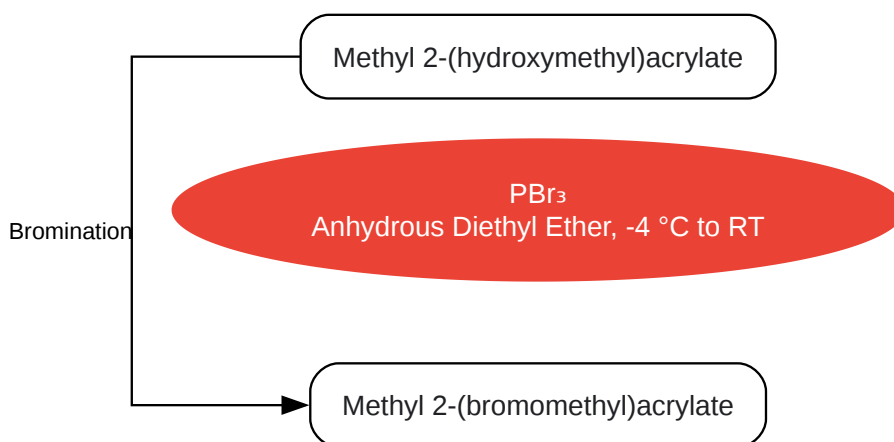 Methyl 2-(hydroxymethyl)acrylate
PBr₃
Anhydrous Diethyl Ether, -4 °C to RT
Bromination
Methyl 2-(bromomethyl)acrylate